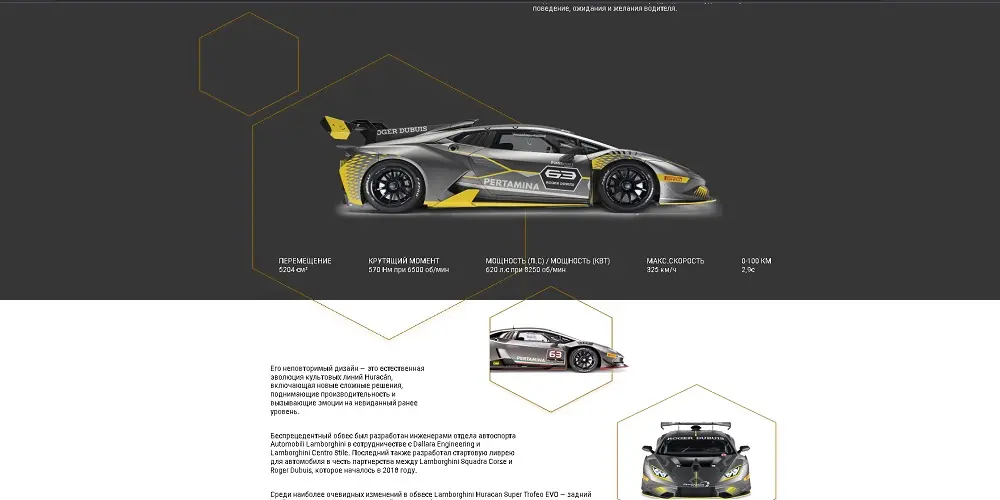 поведение, ожидания и желания водителя.
ROGER DUBUIS
63
PERTAMINA
ROGER DUBUIS
PIRELLI
ПЕРЕМЕЩЕНИЕ КРУТЯЩИЙ МОМЕНТ МОЩНОСТЬ (Л.С) / МОЩНОСТЬ (КВТ) МАКС.СКОРОСТЬ 0-100 КМ
5204 см³ 570 Нм при 6500 об/мин 620 л.с при 8250 об/мин 325 км/ч 2,9с
63
PERTAMINA
Его неповторимый дизайн — это естественная
эволюция культовых линий Huracán,
включающая новые сложные решения,
поднимающие производительность и
вызывающие эмоции на невиданный ранее
уровень.
Беспрецедентный обвес был разработан инженерами отдела автоспорта
Automobili Lamborghini в сотрудничестве с Dallara Engineering и
Lamborghini Centro Stile. Последний также разработал стартовую ливрею
для автомобиля в честь партнерства между Lamborghini Squadra Corse и
Roger Dubuis, которое началось в 2018 году.
ROGER DUBUIS
Среди наиболее очевидных изменений в обвесе Lamborghini Huracan Super Trofeo EVO — задний